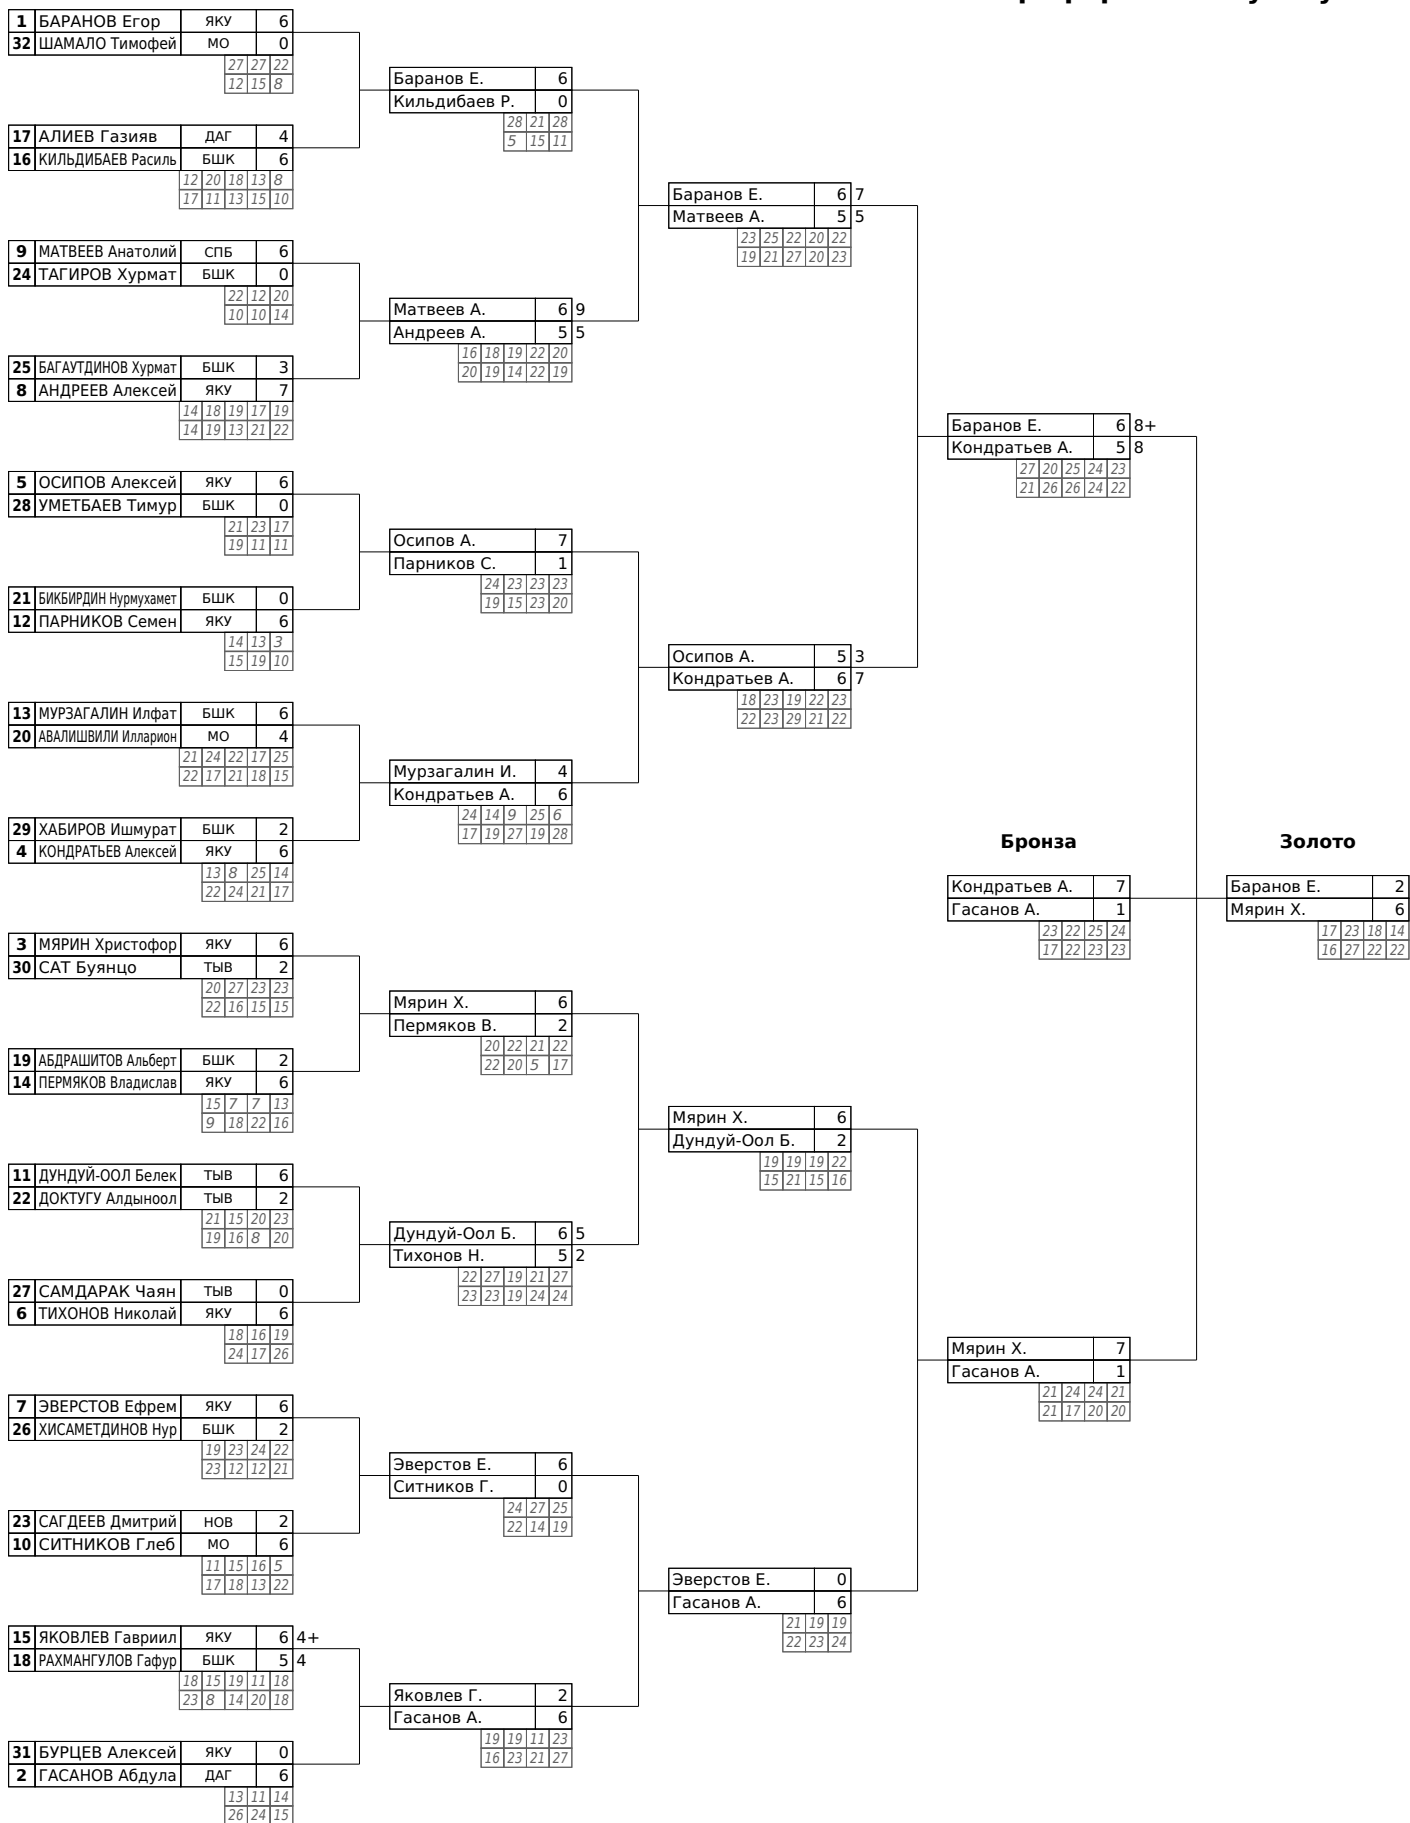 1 БАРАНОВ Егор ЯКУ 6
32 ШАМАЛО Тимофей МО 0
27 27 22
12 15 8
Баранов Е. 6
Кильдибаев Р. 0
28 21 28
5 15 11
17 АЛИЕВ Газияв ДАГ 4
16 КИЛЬДИБАЕВ Расиль БШК 6
12 20 18 13 8
17 11 13 15 10
Баранов Е. 6 7
Матвеев А. 5 5
23 25 22 20 22
19 21 27 20 23
9 МАТВЕЕВ Анатолий СПБ 6
24 ТАГИРОВ Хурмат БШК 0
22 12 20
10 10 14
Матвеев А. 6 9
Андреев А. 5 5
16 18 19 22 20
20 19 14 22 19
25 БАГАУТДИНОВ Хурмат БШК 3
8 АНДРЕЕВ Алексей ЯКУ 7
14 18 19 17 19
14 19 13 21 22
Баранов Е. 6 8+
Кондратьев А. 5 8
27 20 25 24 23
21 26 26 24 22
5 ОСИПОВ Алексей ЯКУ 6
28 УМЕТБАЕВ Тимур БШК 0
21 23 17
19 11 11
Осипов А. 7
Парников С. 1
24 23 23 23
19 15 23 20
21 БИКБИРДИН Нурмухамет БШК 0
12 ПАРНИКОВ Семен ЯКУ 6
14 13 3
15 19 10
Осипов А. 5 3
Кондратьев А. 6 7
18 23 19 22 23
22 23 29 21 22
13 МУРЗАГАЛИН Илфат БШК 6
20 АВАЛИШВИЛИ Илларион МО 4
21 24 22 17 25
22 17 21 18 15
Мурзагалин И. 4
Кондратьев А. 6
24 14 9 25 6
17 19 27 19 28
29 ХАБИРОВ Ишмурат БШК 2
4 КОНДРАТЬЕВ Алексей ЯКУ 6
13 8 25 14
22 24 21 17
Бронза Золото
Кондратьев А. 7
Гасанов А. 1
23 22 25 24
17 22 23 23
Баранов Е. 2
Мярин Х. 6
17 23 18 14
16 27 22 22
3 МЯРИН Христофор ЯКУ 6
30 САТ Буянцо ТЫВ 2
20 27 23 23
22 16 15 15
Мярин Х. 6
Пермяков В. 2
20 22 21 22
22 20 5 17
19 АБДРАШИТОВ Альберт БШК 2
14 ПЕРМЯКОВ Владислав ЯКУ 6
15 7 7 13
9 18 22 16
Мярин Х. 6
Дундуй-Оол Б. 2
19 19 19 22
15 21 15 16
11 ДУНДУЙ-ООЛ Белек ТЫВ 6
22 ДОКТУГУ Алдыноол ТЫВ 2
21 15 20 23
19 16 8 20
Дундуй-Оол Б. 6 5
Тихонов Н. 5 2
22 27 19 21 27
23 23 19 24 24
27 САМДАРАК Чаян ТЫВ 0
6 ТИХОНОВ Николай ЯКУ 6
18 16 19
24 17 26
Мярин Х. 7
Гасанов А. 1
21 24 24 21
21 17 20 20
7 ЭВЕРСТОВ Ефрем ЯКУ 6
26 ХИСАМЕТДИНОВ Нур БШК 2
19 23 24 22
23 12 12 21
Эверстов Е. 6
Ситников Г. 0
24 27 25
22 14 19
23 САГДЕЕВ Дмитрий НОВ 2
10 СИТНИКОВ Глеб МО 6
11 15 16 5
17 18 13 22
Эверстов Е. 0
Гасанов А. 6
21 19 19
22 23 24
15 ЯКОВЛЕВ Гавриил ЯКУ 6 4+
18 РАХМАНГУЛОВ Гафур БШК 5 4
18 15 19 11 18
23 8 14 20 18
Яковлев Г. 2
Гасанов А. 6
19 19 11 23
16 23 21 27
31 БУРЦЕВ Алексей ЯКУ 0
2 ГАСАНОВ Абдула ДАГ 6
13 11 14
26 24 15